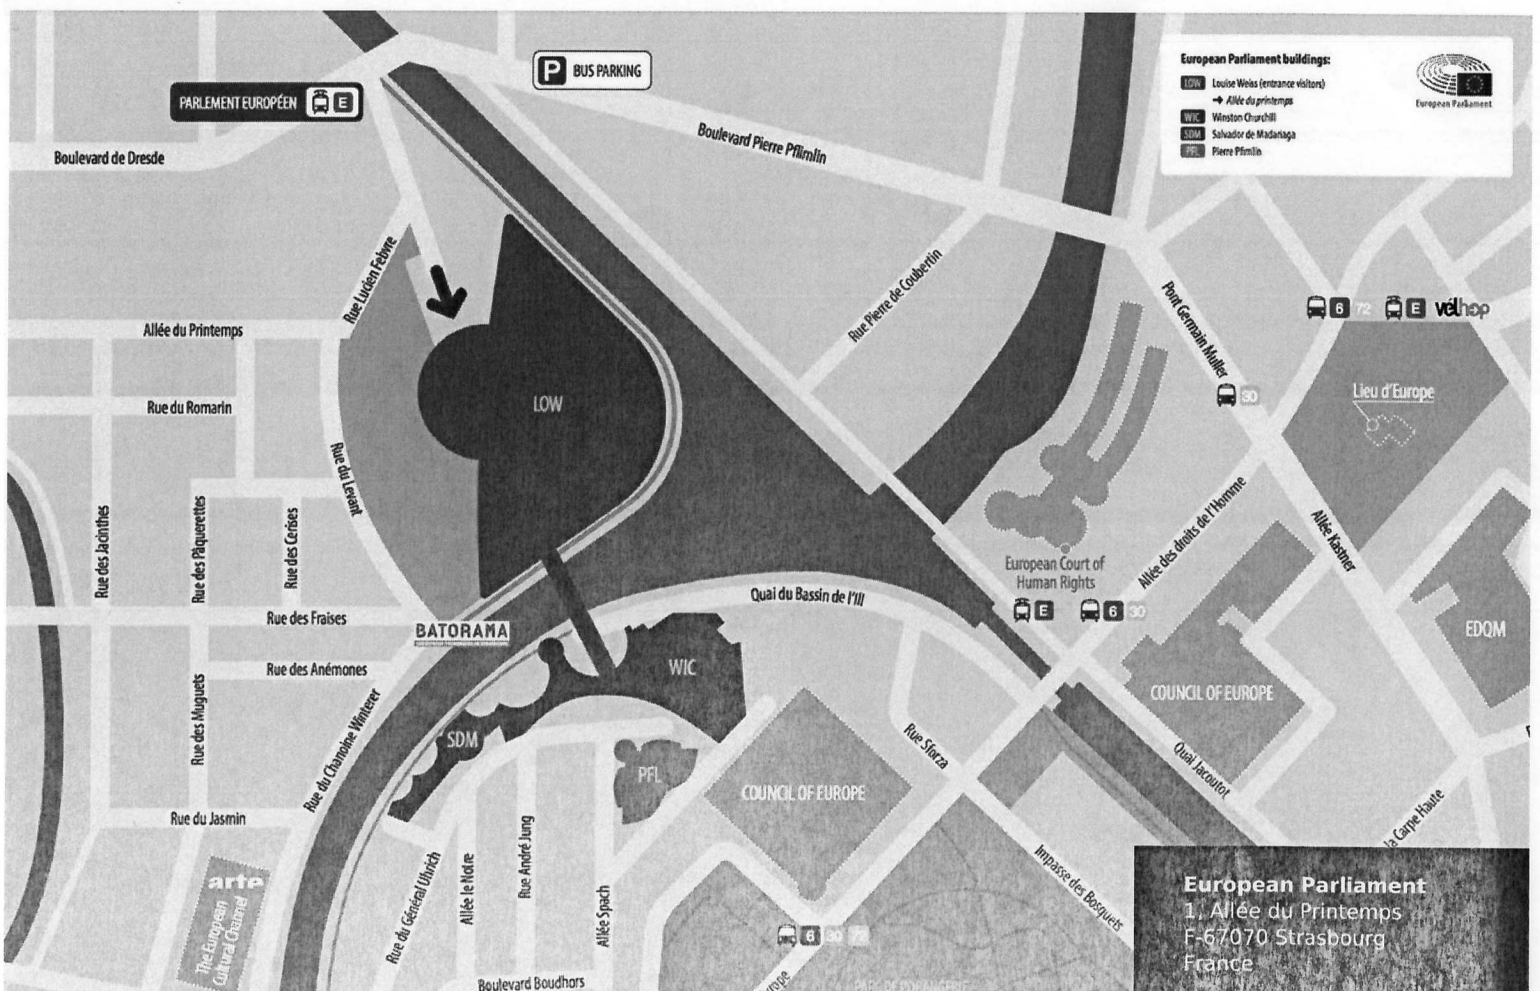 P BUS PARKING
PARLEMENT EUROPÉEN E
European Parliament buildings:
LOW Louise Weiss (entrance visitors)
Allée du printemps
WIC Winston Churchill
SDM Salvador de Madariaga
PFL Pierre Pflimlin
European Parliament
Boulevard de Dresde
Boulevard Pierre Pflimlin
Rue Lucien Febvre
Rue Pierre de Coubertin
Pont Germain Muller
6 72 E vélhop
Allée du Printemps
30
Lieu d'Europe
LOW
Rue du Romarin
Rue du Levant
Rue des Jacinthes
Rue des Pâquerettes
Rue des Cerises
Allée des droits de l'Homme
Allée Kastner
European Court of
Human Rights
E 6 30
Quai du Bassin de l'Ill
Rue des Fraises
BATORAMA
EDQM
Rue des Anémones
WIC
COUNCIL OF EUROPE
Rue des Muguets
Rue du Chanoine Winterer
SDM
Rue Sforza
PFL
COUNCIL OF EUROPE
Quai Jacoutot
Rue du Jasmin
la Carpe Haute
arte
The European
Cultural Channel
Rue du Général Uhrich
Allée le Notre
Rue André Jung
Allée Spach
Impasse des Bosquets
6 30 72
Boulevard Boudhors
European Parliament
1, Allée du Printemps
F-67070 Strasbourg
France